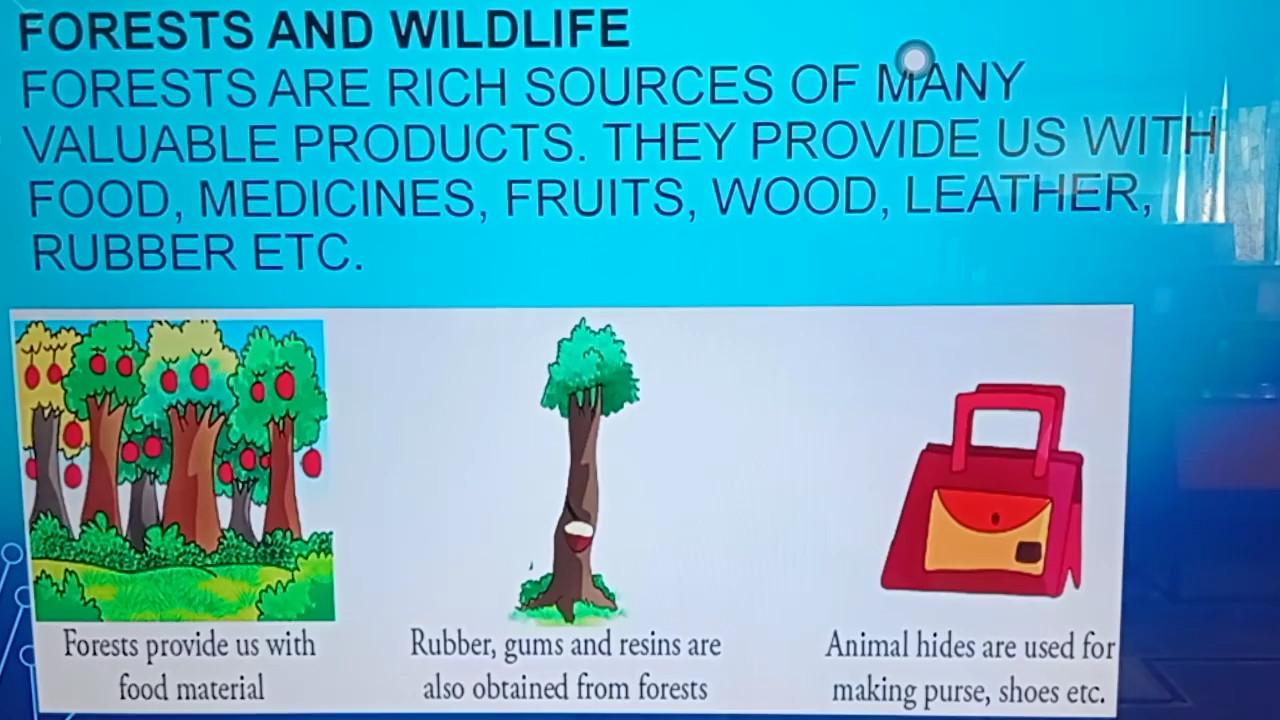 FORESTS AND WILDLIFE
FORESTS ARE RICH SOURCES OF MANY
VALUABLE PRODUCTS. THEY PROVIDE US WITH
FOOD, MEDICINES, FRUITS, WOOD, LEATHER,
RUBBER ETC.
Forests provide us with
food material
Rubber, gums and resins are
also obtained from forests
Animal hides are used for
making purse, shoes etc.